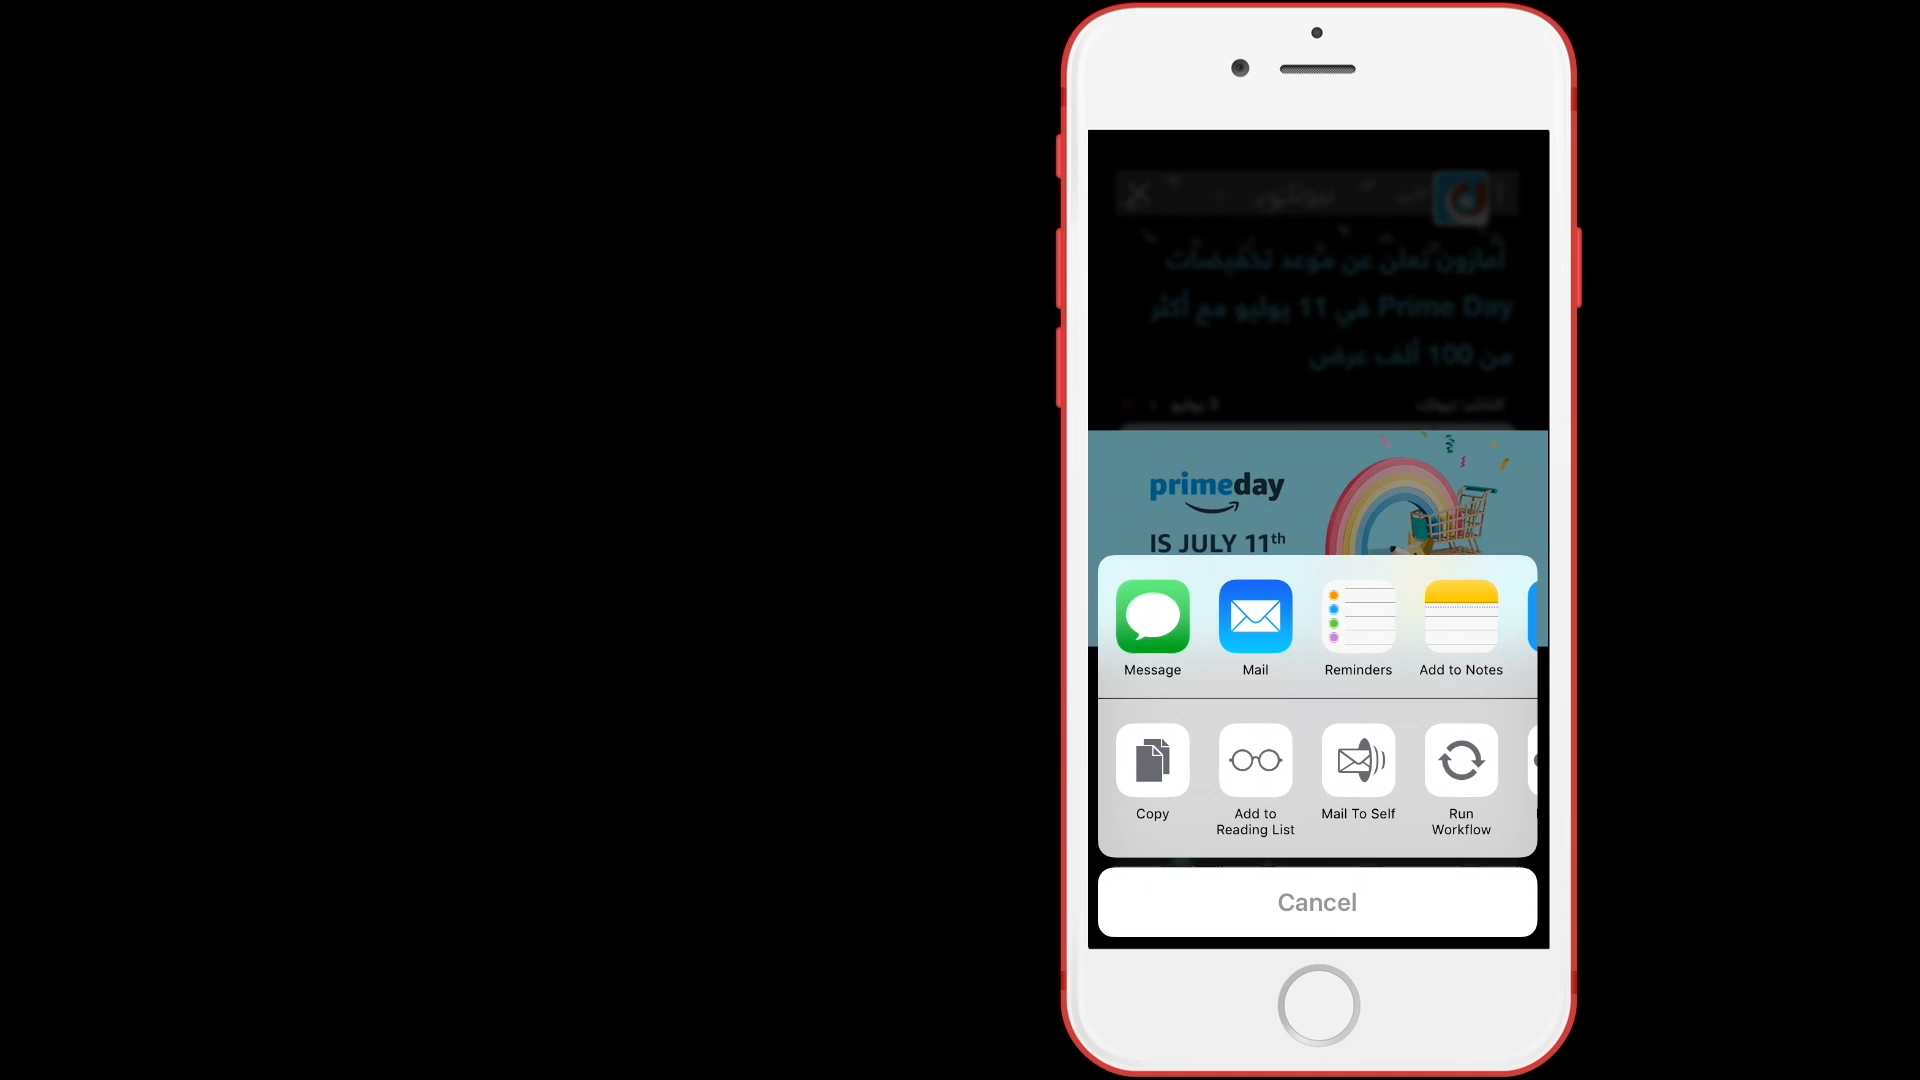 أمازون تعلن عن موعد تخفيضات
Prime Day في 11 يوليو مع أكثر
من 100 ألف عرض
primeday
IS JULY 11th
Message
Mail
Reminders
Add to Notes
Copy
Add to
Reading List
Mail To Self
Run
Workflow
Cancel